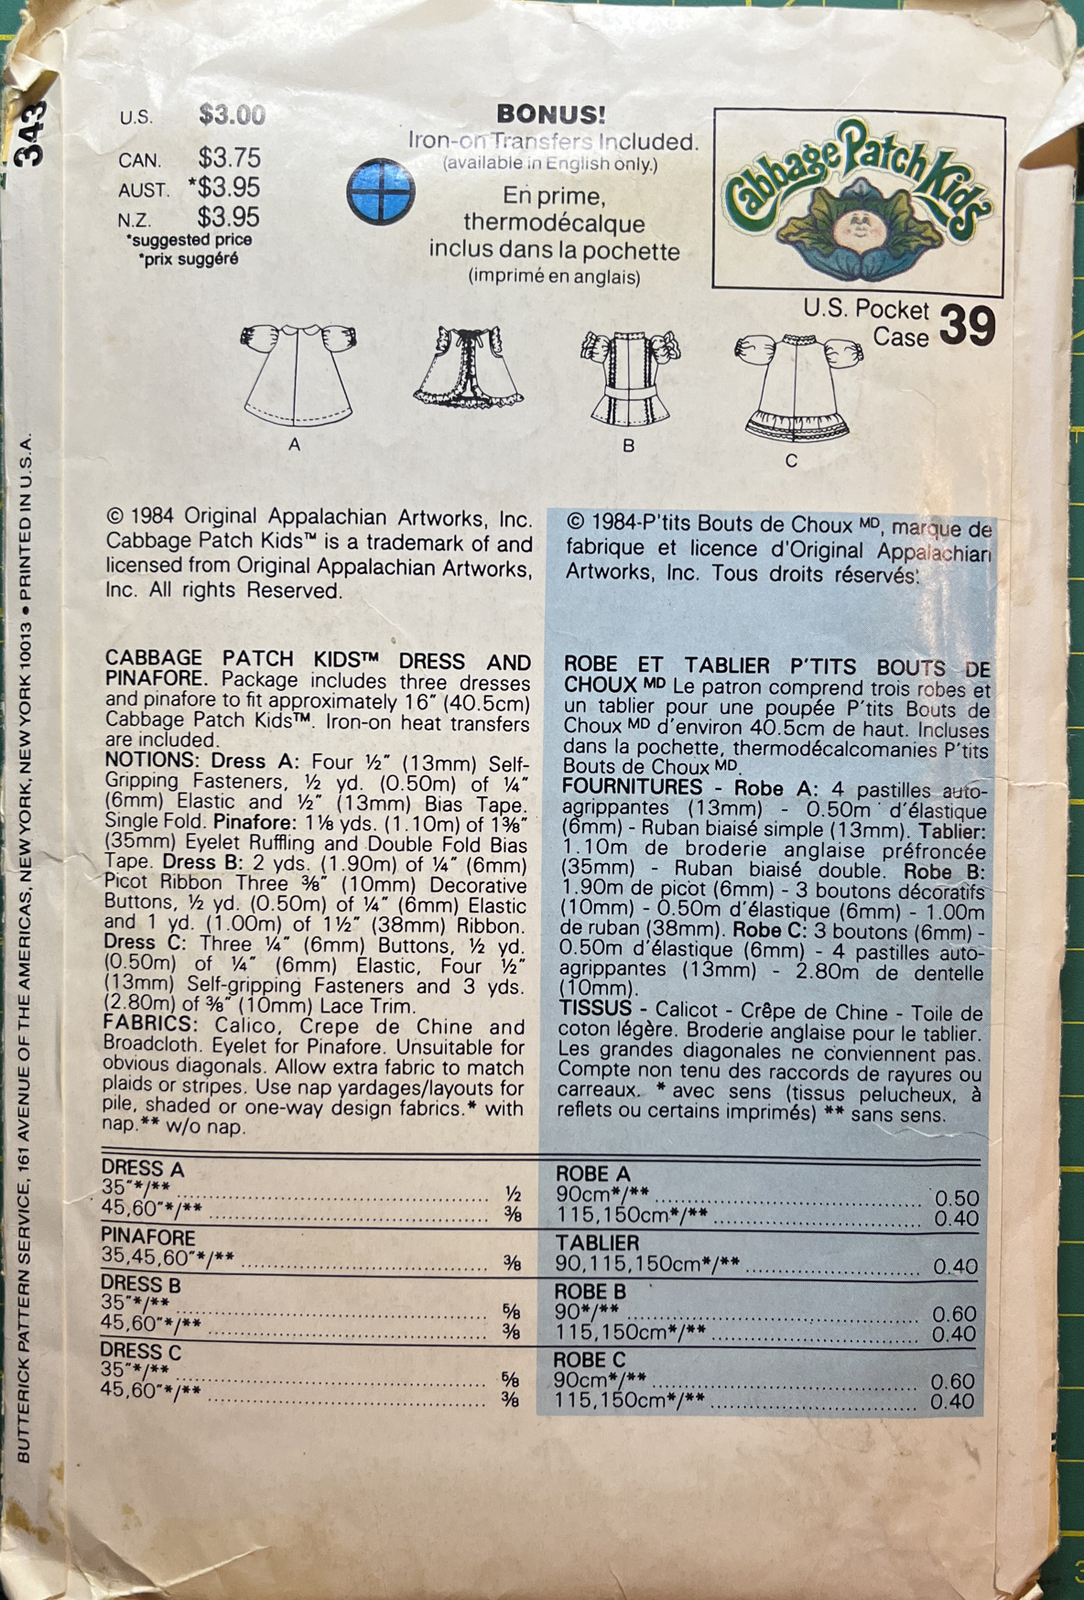 343
BUTTERICK PATTERN SERVICE, 161 AVENUE OF THE AMERICAS, NEW YORK, NEW YORK 10013 • PRINTED IN U.S.A.
U.S. $3.00
CAN. $3.75
AUST. *$3.95
N.Z. $3.95
*suggested price
*prix suggéré
BONUS!
Iron-on Transfers Included.
(available in English only.)
En prime,
thermodécalque
inclus dans la pochette
(imprimé en anglais)
Cabbage Patch Kids
U.S. Pocket
Case 39
A
B
C
© 1984 Original Appalachian Artworks, Inc.
Cabbage Patch Kids™ is a trademark of and
licensed from Original Appalachian Artworks,
Inc. All rights Reserved.
CABBAGE PATCH KIDS™ DRESS AND
PINAFORE. Package includes three dresses
and pinafore to fit approximately 16" (40.5cm)
Cabbage Patch Kids™. Iron-on heat transfers
are included.
NOTIONS: Dress A: Four ½" (13mm) Self-
Gripping Fasteners, ½ yd. (0.50m) of ¼"
(6mm) Elastic and ½" (13mm) Bias Tape.
Single Fold. Pinafore: 1⅛ yds. (1.10m) of 1⅜"
(35mm) Eyelet Ruffling and Double Fold Bias
Tape. Dress B: 2 yds. (1.90m) of ¼" (6mm)
Picot Ribbon Three ⅜" (10mm) Decorative
Buttons, ½ yd. (0.50m) of ¼" (6mm) Elastic
and 1 yd. (1.00m) of 1½" (38mm) Ribbon.
Dress C: Three ¼" (6mm) Buttons, ½ yd.
(0.50m) of ¼" (6mm) Elastic, Four ½"
(13mm) Self-gripping Fasteners and 3 yds.
(2.80m) of ⅜" (10mm) Lace Trim.
FABRICS: Calico, Crepe de Chine and
Broadcloth. Eyelet for Pinafore. Unsuitable for
obvious diagonals. Allow extra fabric to match
plaids or stripes. Use nap yardages/layouts for
pile, shaded or one-way design fabrics.* with
nap.** w/o nap.
© 1984-P'tits Bouts de Choux MD, marque de
fabrique et licence d'Original Appalachian
Artworks, Inc. Tous droits réservés:
ROBE ET TABLIER P'TITS BOUTS DE
CHOUX MD Le patron comprend trois robes et
un tablier pour une poupée P'tits Bouts de
Choux MD d'environ 40.5cm de haut. Incluses
dans la pochette, thermodécalcomanies P'tits
Bouts de Choux MD.
FOURNITURES - Robe A: 4 pastilles auto-
agrippantes (13mm) - 0.50m d'élastique
(6mm) - Ruban biaisé simple (13mm). Tablier:
1.10m de broderie anglaise préfroncée
(35mm) - Ruban biaisé double. Robe B:
1.90m de picot (6mm) - 3 boutons décoratifs
(10mm) - 0.50m d'élastique (6mm) - 1.00m
de ruban (38mm). Robe C: 3 boutons (6mm) -
0.50m d'élastique (6mm) - 4 pastilles auto-
agrippantes (13mm) - 2.80m de dentelle
(10mm).
TISSUS - Calicot - Crêpe de Chine - Toile de
coton légère. Broderie anglaise pour le tablier.
Les grandes diagonales ne conviennent pas.
Compte non tenu des raccords de rayures ou
carreaux. * avec sens (tissus pelucheux, à
reflets ou certains imprimés) ** sans sens.
DRESS A
35"*/** ½
45,60"*/** ⅜
PINAFORE
35,45,60"*/** ⅜
DRESS B
35"*/** ⅝
45,60"*/** ⅜
DRESS C
35"*/** ⅝
45,60"*/** ⅜
ROBE A
90cm*/** 0.50
115,150cm*/** 0.40
TABLIER
90,115,150cm*/** 0.40
ROBE B
90*/** 0.60
115,150cm*/** 0.40
ROBE C
90cm*/** 0.60
115,150cm*/** 0.40